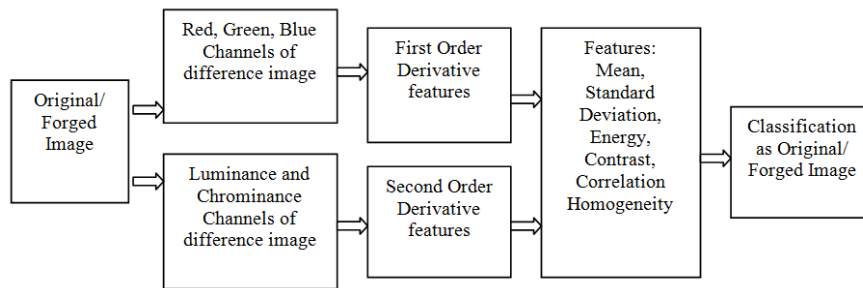 Original/
Forged
Image
Red, Green, Blue
Channels of
difference image
Luminance and
Chrominance
Channels of
difference image
First Order
Derivative
features
Second Order
Derivative
features
Features:
Mean,
Standard
Deviation,
Energy,
Contrast,
Correlation
Homogeneity
Classification
as Original/
Forged Image